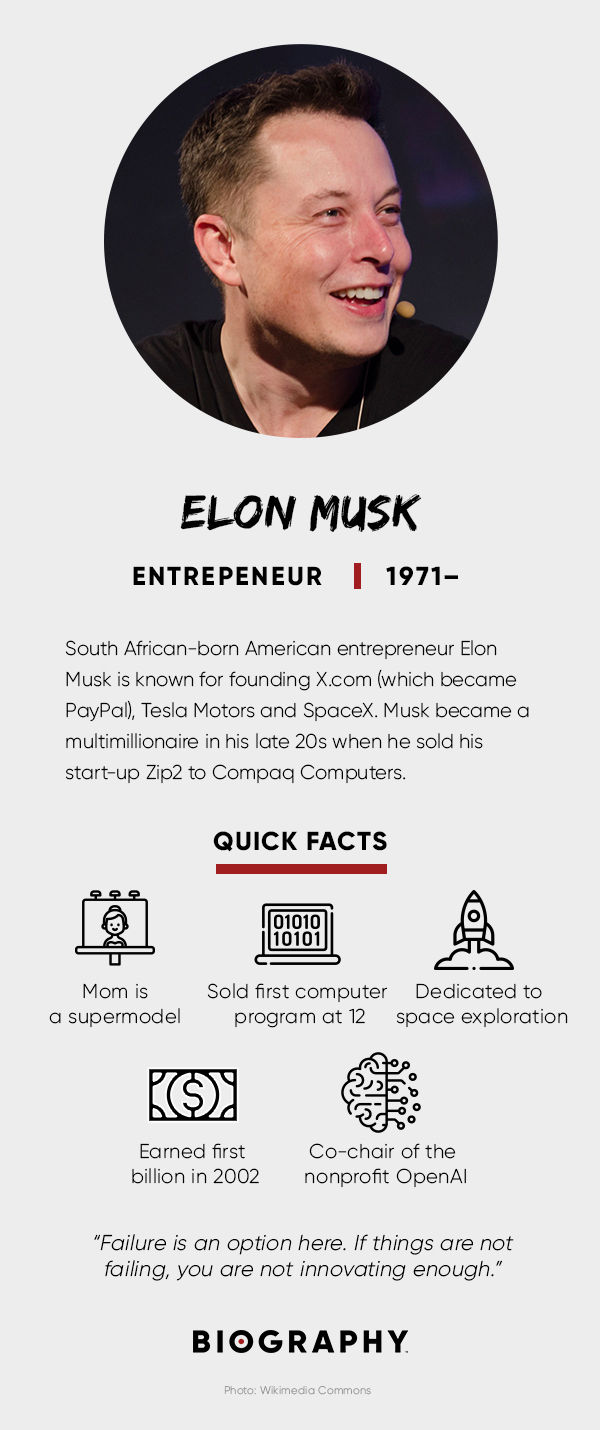 ELON MUSK
ENTREPENEUR | 1971–
South African-born American entrepreneur Elon
Musk is known for founding X.com (which became
PayPal), Tesla Motors and SpaceX. Musk became a
multimillionaire in his late 20s when he sold his
start-up Zip2 to Compaq Computers.
QUICK FACTS
01010
10101
Mom is
a supermodel
Sold first computer
program at 12
Dedicated to
space exploration
$
Earned first
billion in 2002
Co-chair of the
nonprofit OpenAI
“Failure is an option here. If things are not
failing, you are not innovating enough.”
BIOGRAPHY
Photo: Wikimedia Commons